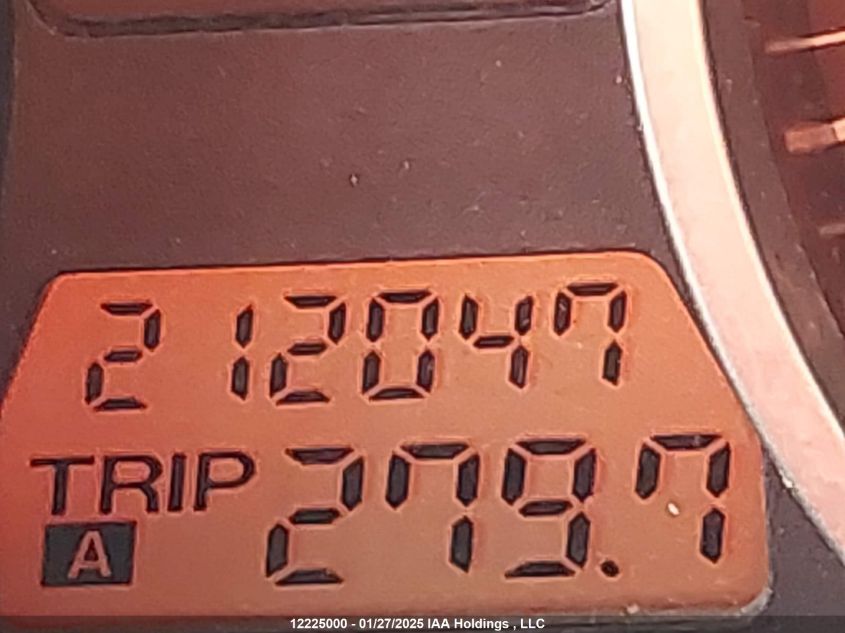 212047
TRIP 279.7
A
12225000 - 01/27/2025 IAA Holdings , LLC